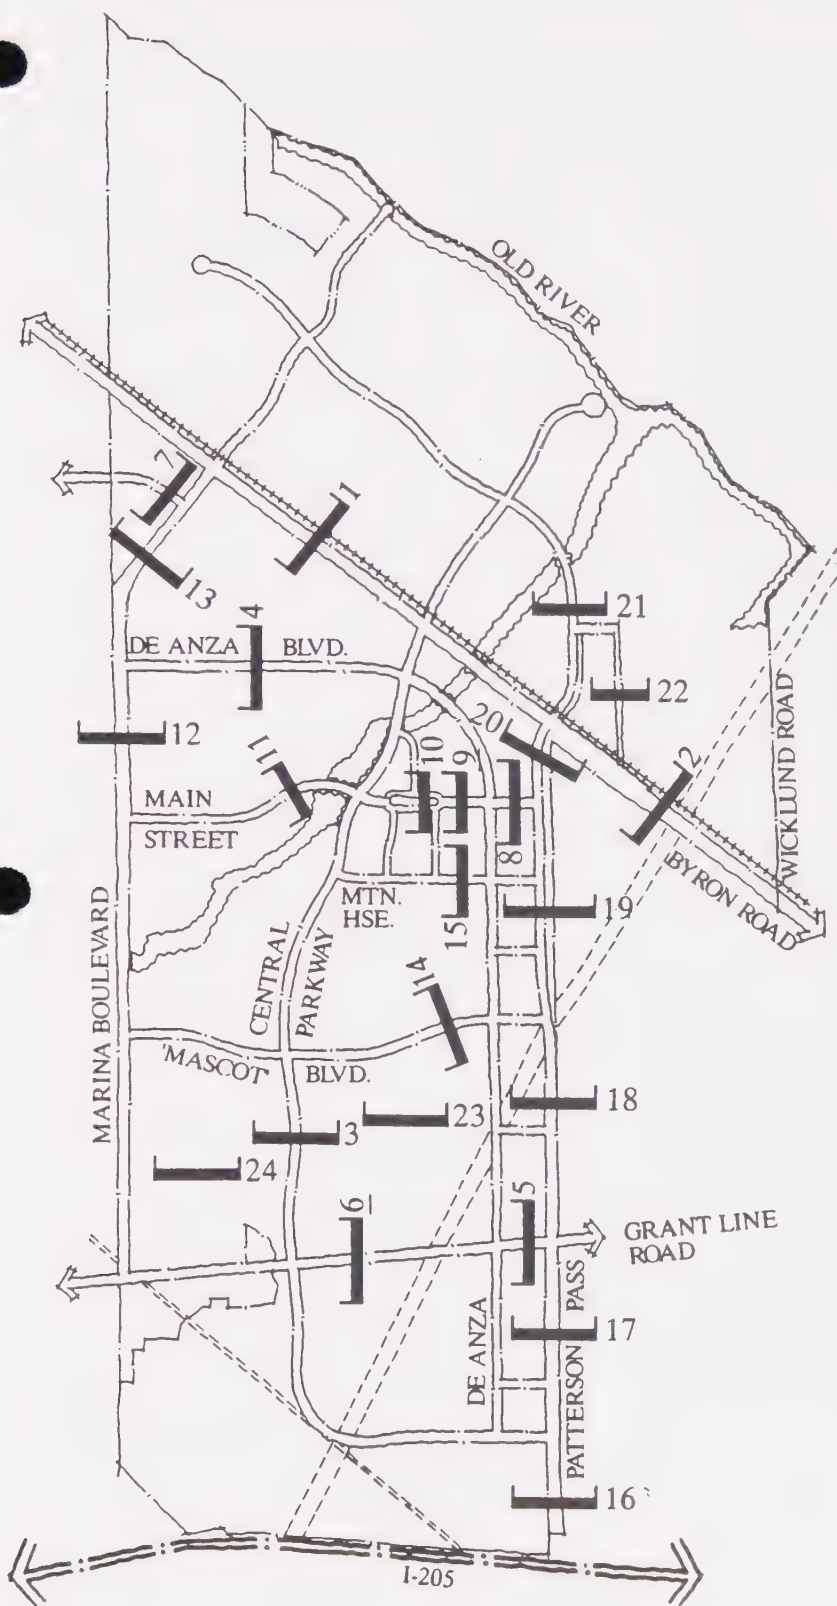 OLD RIVER
7
1
13
4
DE ANZA BLVD.
21
22
20
WICKLUND ROAD
12
11
10
9
2
MAIN
STREET
8
BYRON ROAD
MTN.
HSE.
15
19
MARINA BOULEVARD
CENTRAL
PARKWAY
14
MASCOT BLVD.
18
23
3
24
6
5
GRANT LINE
ROAD
DE ANZA
17
PATTERSON PASS
16
I-205